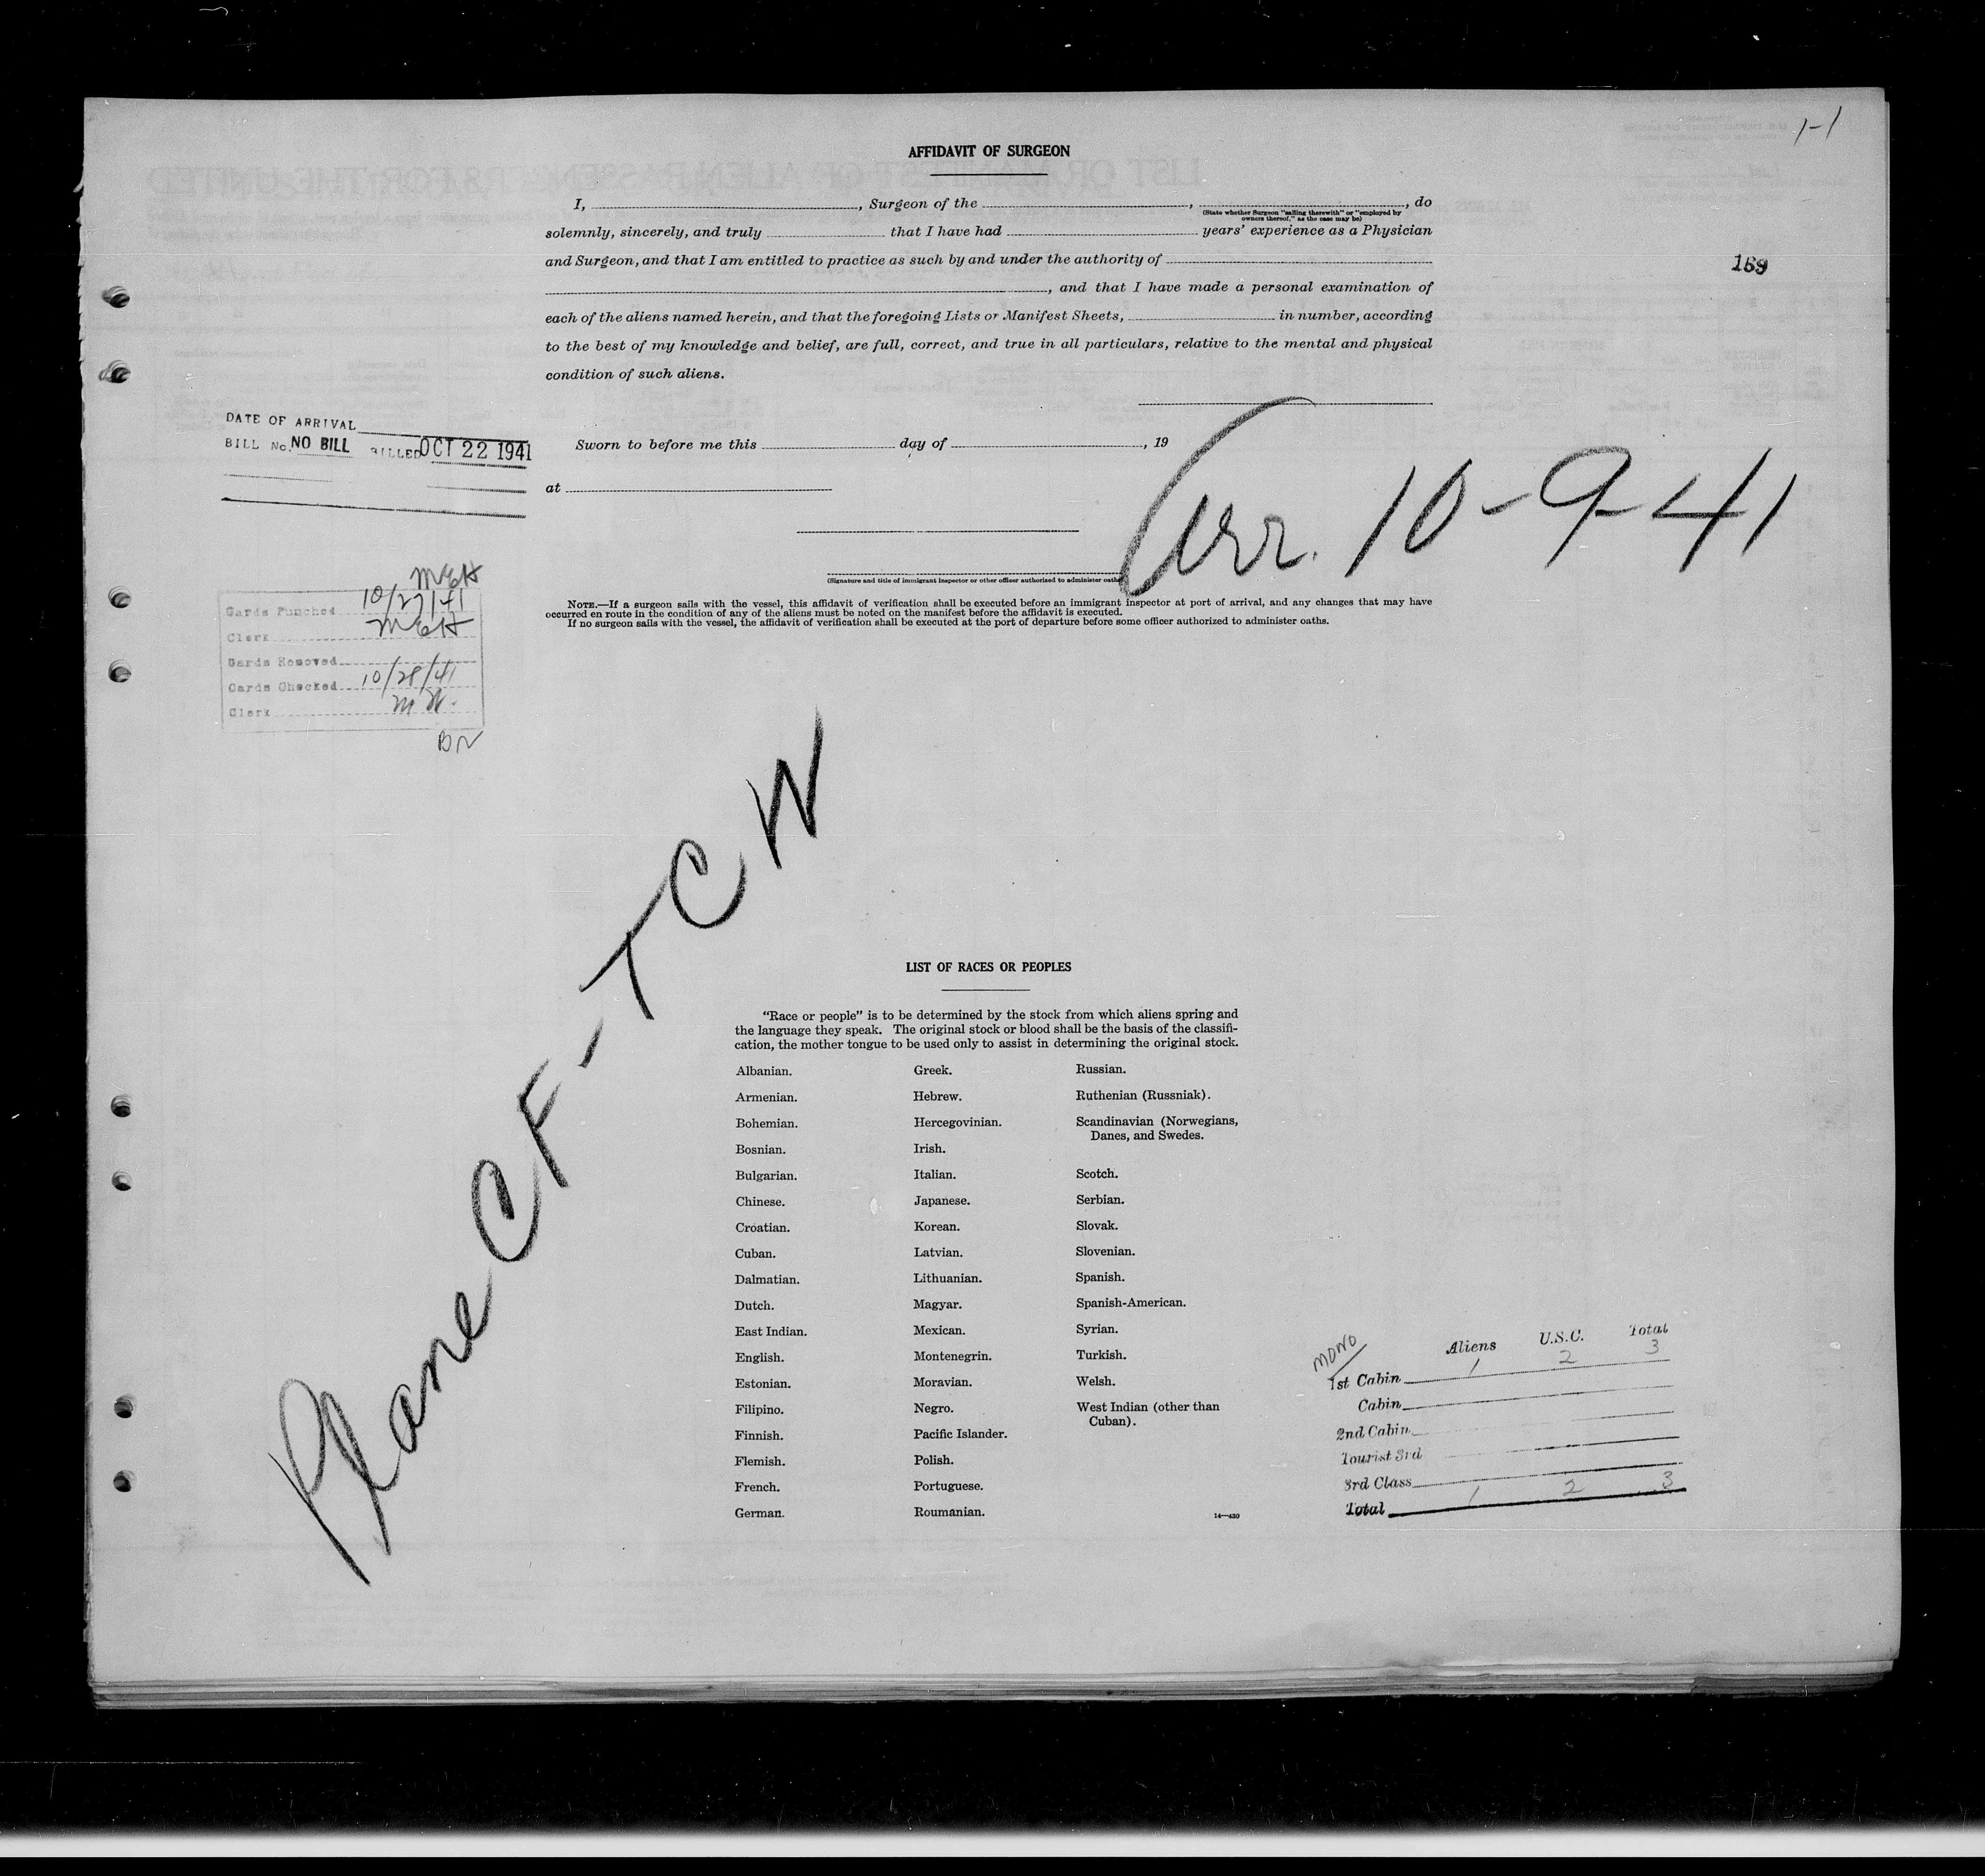 1-1
AFFIDAVIT OF SURGEON
I, , Surgeon of the , , do
(State whether Surgeon "sailing therewith" or "employed by
owners thereof," as the case may be)
solemnly, sincerely, and truly that I have had years' experience as a Physician
and Surgeon, and that I am entitled to practice as such by and under the authority of
, and that I have made a personal examination of
each of the aliens named herein, and that the foregoing Lists or Manifest Sheets, in number, according
to the best of my knowledge and belief, are full, correct, and true in all particulars, relative to the mental and physical
condition of such aliens.
169
DATE OF ARRIVAL
BILL No. NO BILL BILLED OCT 22 1941
Sworn to before me this day of , 19
at
Arr. 10-9-41
(Signature and title of immigrant inspector or other officer authorized to administer oaths)
NOTE.—If a surgeon sails with the vessel, this affidavit of verification shall be executed before an immigrant inspector at port of arrival, and any changes that may have
occurred en route in the condition of any of the aliens must be noted on the manifest before the affidavit is executed.
If no surgeon sails with the vessel, the affidavit of verification shall be executed at the port of departure before some officer authorized to administer oaths.
MEH
Cards Punched 10/27/41
Clerk MEH
Cards Removed
Cards Checked 10/28/41
Clerk
Plane CF-TCW
LIST OF RACES OR PEOPLES
"Race or people" is to be determined by the stock from which aliens spring and
the language they speak. The original stock or blood shall be the basis of the classifi-
cation, the mother tongue to be used only to assist in determining the original stock.
Albanian.
Armenian.
Bohemian.
Bosnian.
Bulgarian.
Chinese.
Croatian.
Cuban.
Dalmatian.
Dutch.
East Indian.
English.
Estonian.
Filipino.
Finnish.
Flemish.
French.
German.
Greek.
Hebrew.
Hercegovinian.
Irish.
Italian.
Japanese.
Korean.
Latvian.
Lithuanian.
Magyar.
Mexican.
Montenegrin.
Moravian.
Negro.
Pacific Islander.
Polish.
Portuguese.
Roumanian.
Russian.
Ruthenian (Russniak).
Scandinavian (Norwegians,
Danes, and Swedes.
Scotch.
Serbian.
Slovak.
Slovenian.
Spanish.
Spanish-American.
Syrian.
Turkish.
Welsh.
West Indian (other than
Cuban).
14—430
MONO
Aliens U.S.C. Total
1st Cabin 1 2 3
Cabin
2nd Cabin
Tourist 3rd
3rd Class
Total 1 2 3